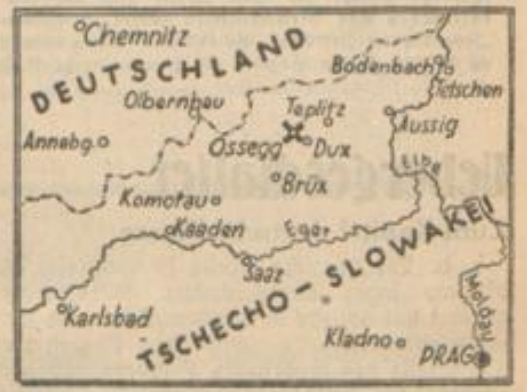 Chemnitz
DEUTSCHLAND
Bodenbach
Tetschen
Olbernhau
Teplitz
Aussig
Annabg.
Ossegg
Dux
Elbe
Brüx
Komotau
Kaaden
Eger
Saaz
TSCHECHO-SLOWAKEI
Karlsbad
Moldau
Kladno
PRAG